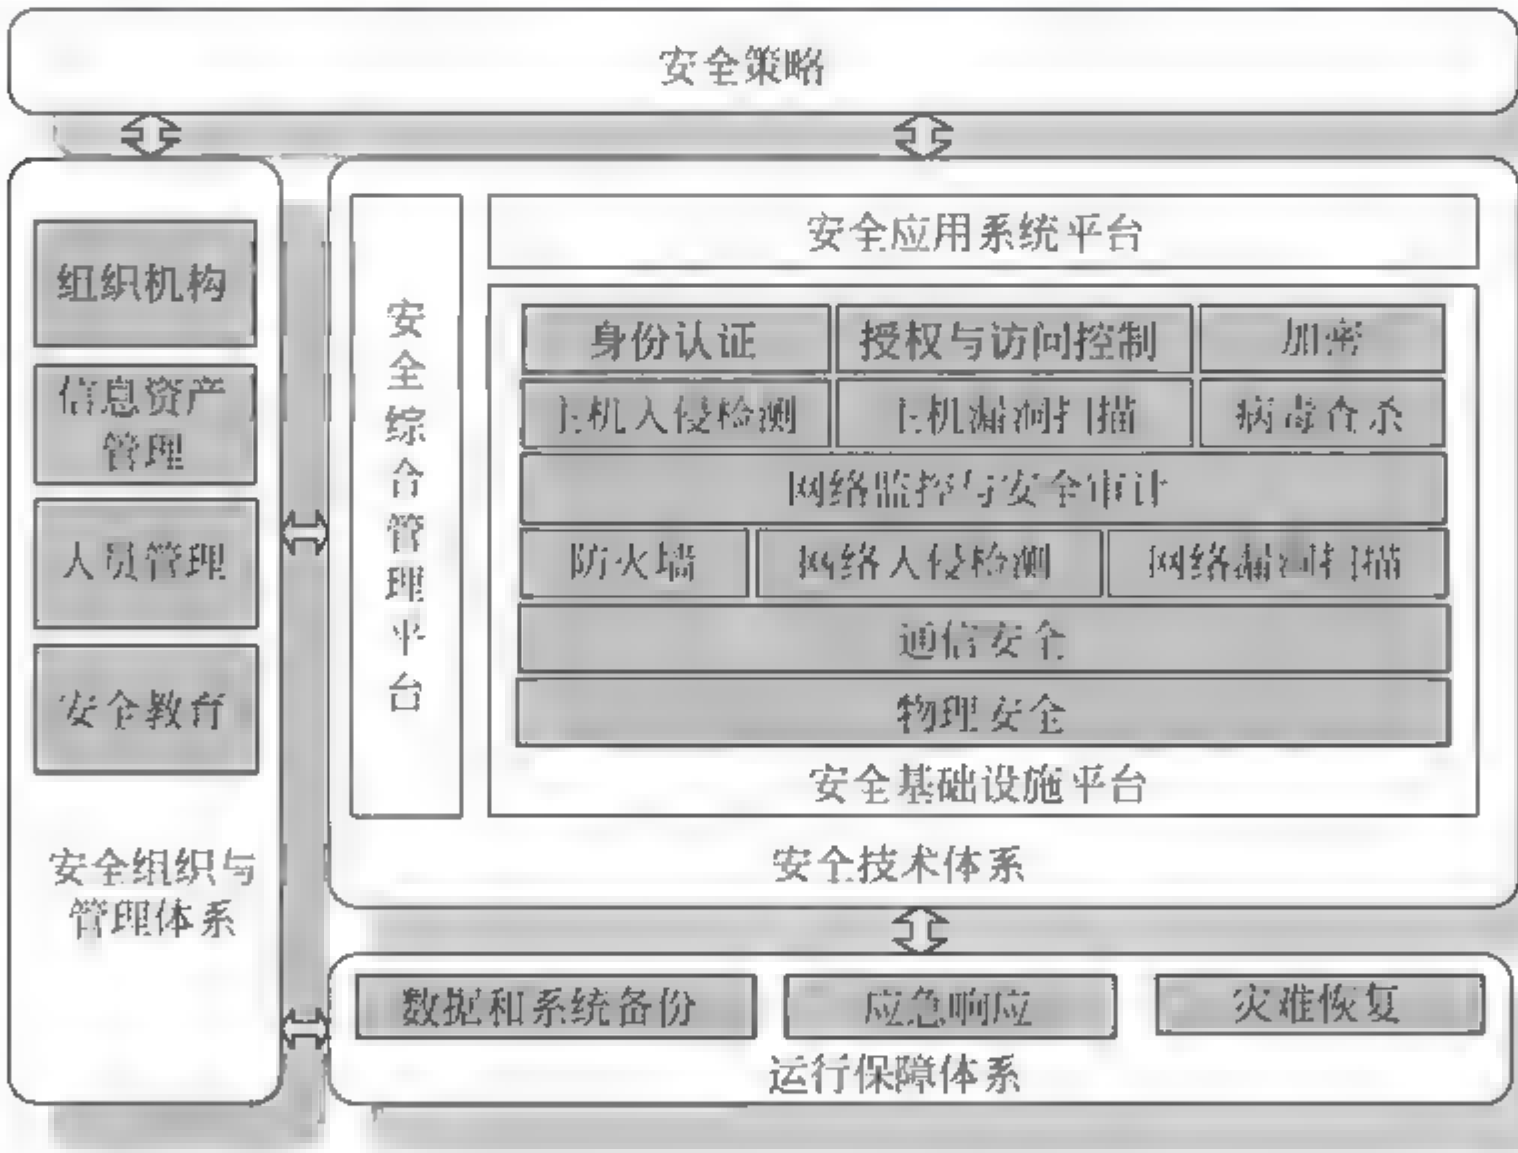 安全策略
组织机构
信息资产
管理
人员管理
安全教育
安全组织与
管理体系
安全综合管理平台
安全应用系统平台
身份认证
授权与访问控制
加密
主机入侵检测
主机漏洞扫描
病毒查杀
网络监控与安全审计
防火墙
网络入侵检测
网络漏洞扫描
通信安全
物理安全
安全基础设施平台
安全技术体系
数据和系统备份
应急响应
灾难恢复
运行保障体系